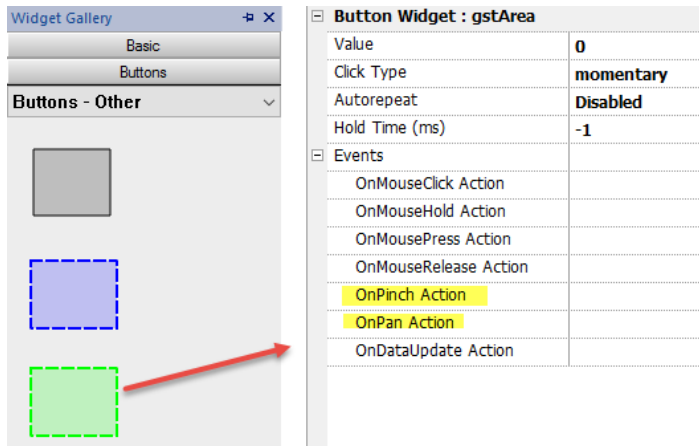 Widget Gallery
Basic
Buttons
Buttons - Other
Button Widget : gstArea
Value 0
Click Type momentary
Autorepeat Disabled
Hold Time (ms) -1
Events
OnMouseClick Action
OnMouseHold Action
OnMousePress Action
OnMouseRelease Action
OnPinch Action
OnPan Action
OnDataUpdate Action